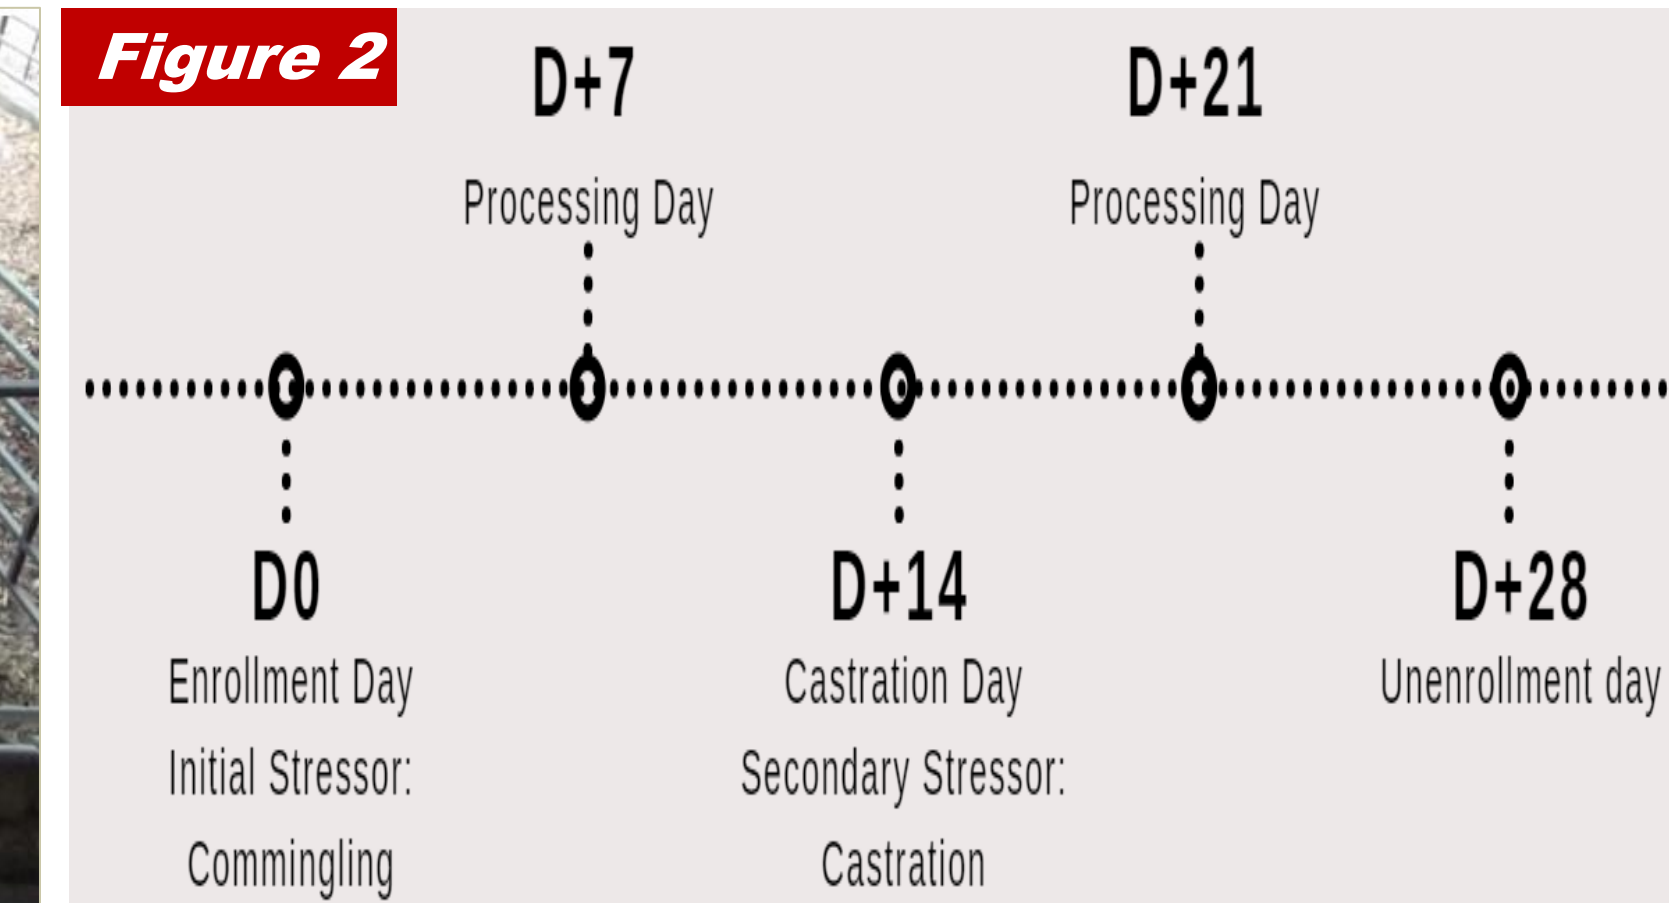 Figure 2
D+7
Processing Day
D+21
Processing Day
D0
Enrollment Day
Initial Stressor:
Commingling
D+14
Castration Day
Secondary Stressor:
Castration
D+28
Unenrollment day